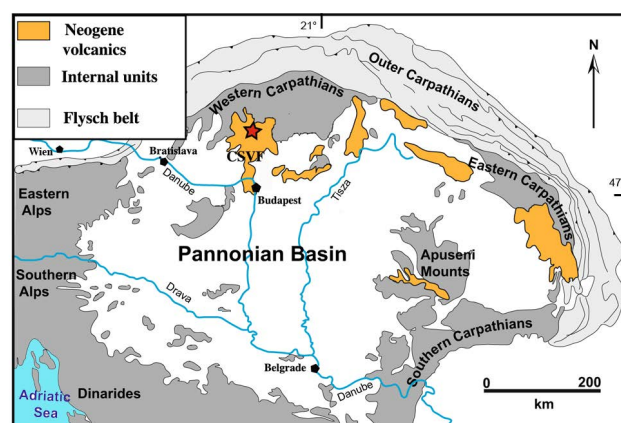 Neogene
volcanics
Internal units
Flysch belt
21°
N
Outer Carpathians
Western Carpathians
Wien
Bratislava
CSVF
Danube
Budapest
Tisza
Eastern Carpathians
47
Eastern
Alps
Pannonian Basin
Apuseni
Mounts
Southern
Alps
Drava
Southern Carpathians
Belgrade
Danube
Adriatic
Sea
Dinarides
0
200
km